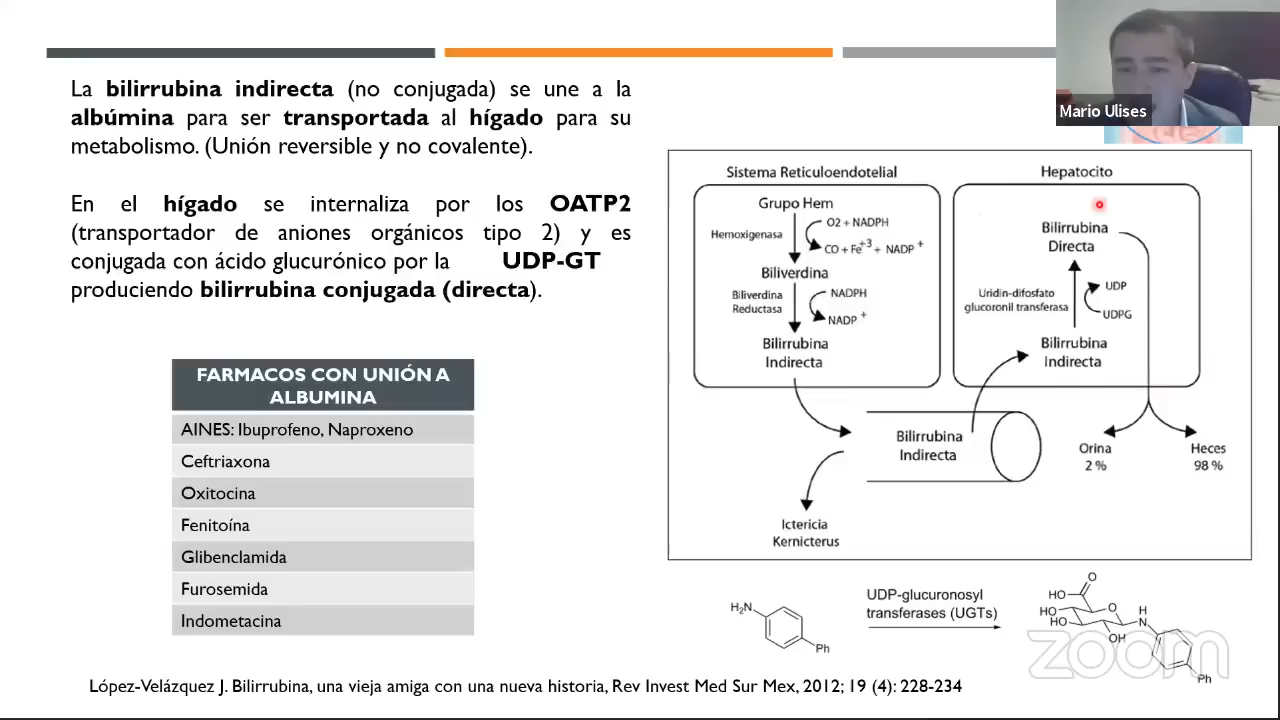 La bilirrubina indirecta (no conjugada) se une a la
albúmina para ser transportada al hígado para su
metabolismo. (Unión reversible y no covalente).
En el hígado se internaliza por los OATP2
(transportador de aniones orgánicos tipo 2) y es
conjugada con ácido glucurónico por la UDP-GT
produciendo bilirrubina conjugada (directa).
FARMACOS CON UNIÓN A
ALBUMINA
AINES: Ibuprofeno, Naproxeno
Ceftriaxona
Oxitocina
Fenitoína
Glibenclamida
Furosemida
Indometacina
Mario Ulises
Sistema Reticuloendotelial
Grupo Hem
Hemoxigenasa
O2 + NADPH
CO + Fe+3 + NADP+
Biliverdina
Biliverdina
Reductasa
NADPH
NADP+
Bilirrubina
Indirecta
Hepatocito
Bilirrubina
Directa
Uridin-difosfato
glucoronil transferasa
UDP
UDPG
Bilirrubina
Indirecta
Bilirrubina
Indirecta
Orina
2 %
Heces
98 %
Ictericia
Kernicterus
H2N
Ph
UDP-glucuronosyl
transferases (UGTs)
O
HO
HO
HO
O
OH
H
N
Ph
zoom
López-Velázquez J. Bilirrubina, una vieja amiga con una nueva historia, Rev Invest Med Sur Mex, 2012; 19 (4): 228-234